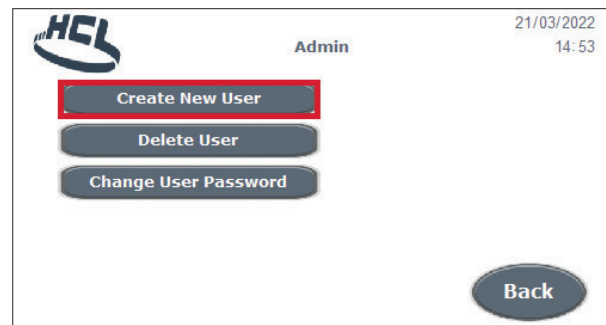 HCL
21/03/2022
Admin
14:53
Create New User
Delete User
Change User Password
Back